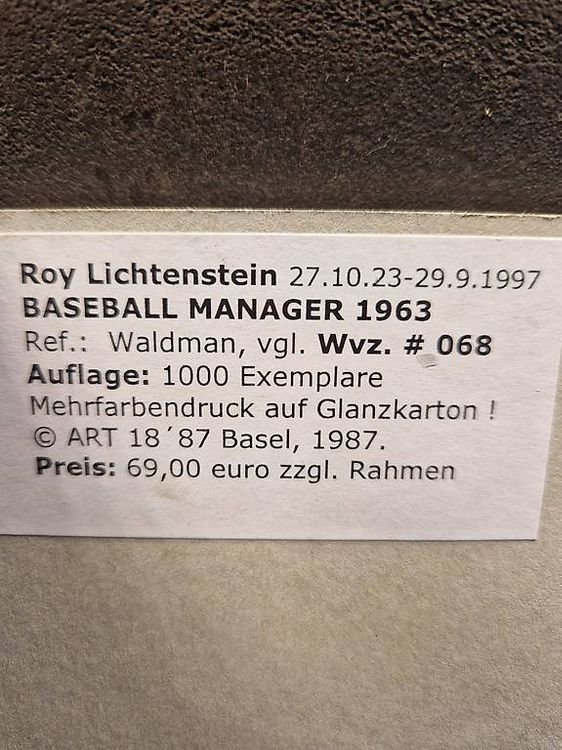 Roy Lichtenstein 27.10.23-29.9.1997
BASEBALL MANAGER 1963
Ref.: Waldman, vgl. Wvz. # 068
Auflage: 1000 Exemplare
Mehrfarbendruck auf Glanzkarton !
© ART 18´87 Basel, 1987.
Preis: 69,00 euro zzgl. Rahmen